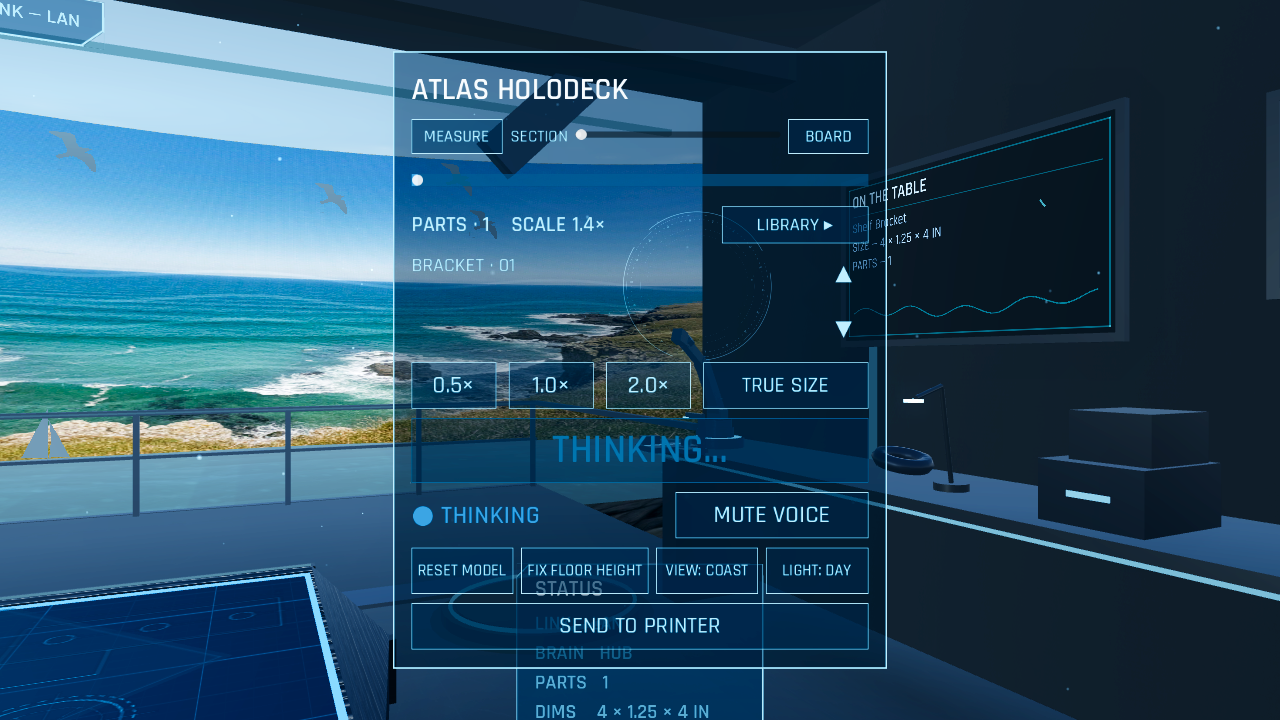 NK – LAN
ATLAS HOLODECK
MEASURE SECTION BOARD
PARTS : 1 SCALE 1.4×
LIBRARY ▸
BRACKET : 01
ON THE TABLE
Shelf Bracket
SIZE – 4 × 1.25 × 4 IN
PARTS – 1
0.5× 1.0× 2.0× TRUE SIZE
THINKING...
THINKING
MUTE VOICE
RESET MODEL FIX FLOOR HEIGHT VIEW: COAST LIGHT: DAY
STATUS
SEND TO PRINTER
BRAIN HUB
PARTS 1
DIMS 4 × 1.25 × 4 IN